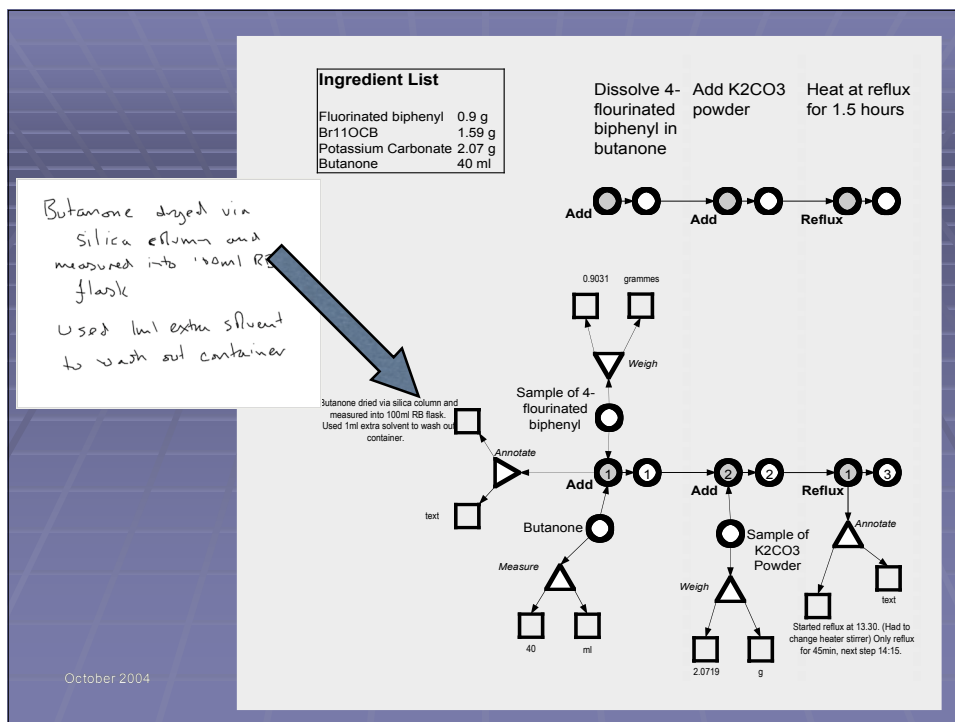 Ingredient List
Fluorinated biphenyl 0.9 g
Br11OCB 1.59 g
Potassium Carbonate 2.07 g
Butanone 40 ml
Dissolve 4-
flourinated
biphenyl in
butanone
Add K2CO3
powder
Heat at reflux
for 1.5 hours
Butanone dryed via
silica column and
measured into 100ml RB
flask
Used 1ml extra solvent
to wash out container
Add
Add
Reflux
0.9031
grammes
Weigh
Sample of 4-
flourinated
biphenyl
Butanone dried via silica column and
measured into 100ml RB flask.
Used 1ml extra solvent to wash out
container.
Annotate
text
Add
1
1
Add
2
2
Reflux
1
3
Butanone
Measure
40
ml
Sample of
K2CO3
Powder
Weigh
2.0719
g
Annotate
text
Started reflux at 13.30. (Had to
change heater stirrer) Only reflux
for 45min, next step 14:15.
October 2004